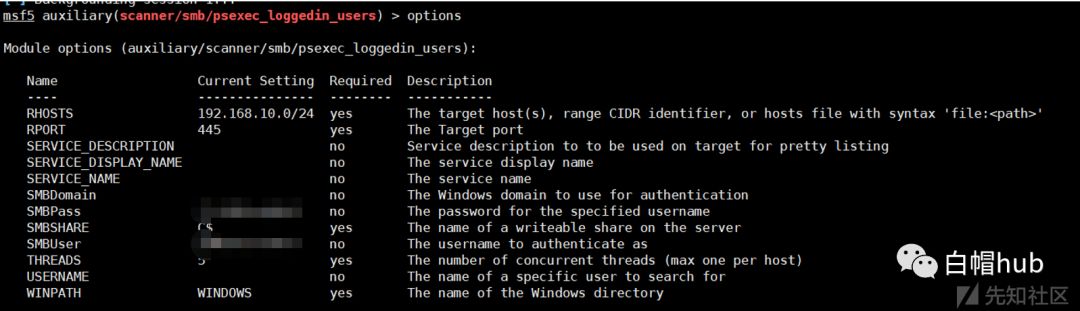 msf5 auxiliary(scanner/smb/psexec_loggedin_users) > options
Module options (auxiliary/scanner/smb/psexec_loggedin_users):
Name Current Setting Required Description
---- --------------- -------- -----------
RHOSTS 192.168.10.0/24 yes The target host(s), range CIDR identifier, or hosts file with syntax 'file:<path>'
RPORT 445 yes The Target port
SERVICE_DESCRIPTION no Service description to to be used on target for pretty listing
SERVICE_DISPLAY_NAME no The service display name
SERVICE_NAME no The service name
SMBDomain no The Windows domain to use for authentication
SMBPass no The password for the specified username
SMBSHARE C$ yes The name of a writeable share on the server
SMBUser no The username to authenticate as
THREADS 5 yes The number of concurrent threads (max one per host)
USERNAME no The name of a specific user to search for
WINPATH WINDOWS yes The name of the Windows directory
白帽hub
先知社区